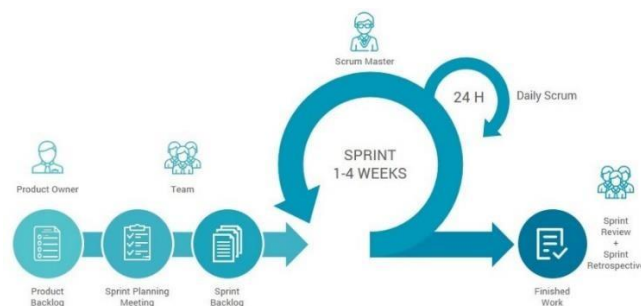 Scrum Master
24 H
Daily Scrum
SPRINT
1-4 WEEKS
Product Owner
Team
Product
Backlog
Sprint Planning
Meeting
Sprint
Backlog
Finished
Work
Sprint
Review
+
Sprint
Retrospective